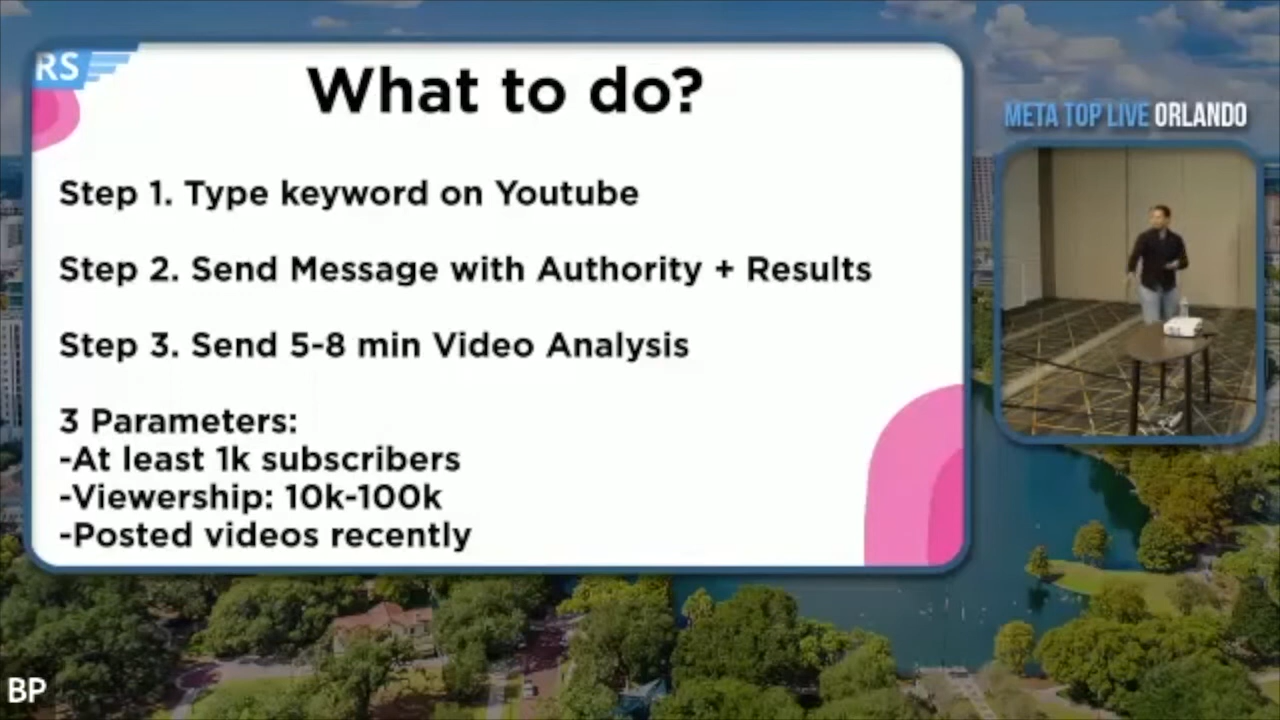 RS
What to do?
META TOP LIVE ORLANDO
Step 1. Type keyword on Youtube
Step 2. Send Message with Authority + Results
Step 3. Send 5-8 min Video Analysis
3 Parameters:
-At least 1k subscribers
-Viewership: 10k-100k
-Posted videos recently
BP